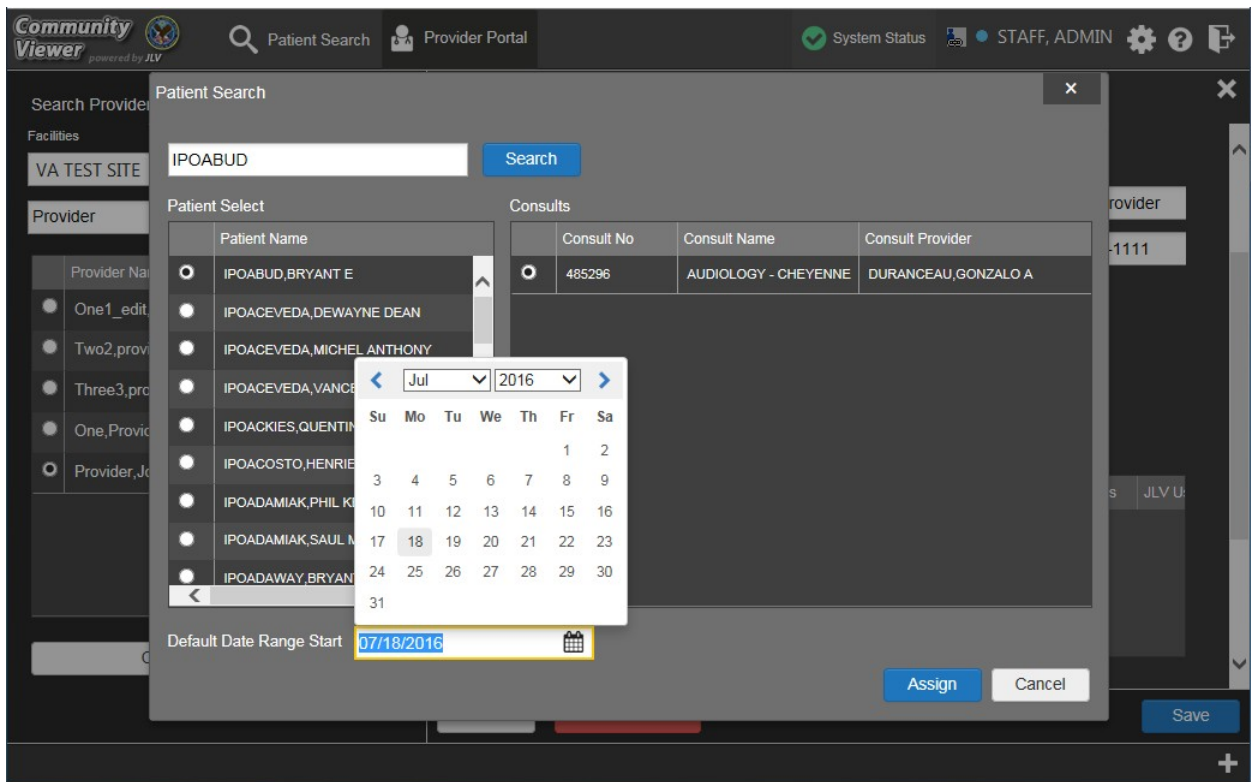 Community Viewer powered by JLV
Patient Search
Provider Portal
System Status
STAFF, ADMIN
Search Provider
Facilities
VA TEST SITE
Provider
Provider Na
One1_edit,
Two2,provi
Three3,pro
One,Provid
Provider,Jo
Patient Search
IPOABUD
Search
Patient Select
Patient Name
IPOABUD,BRYANT E
IPOACEVEDA,DEWAYNE DEAN
IPOACEVEDA,MICHEL ANTHONY
IPOACEVEDA,VANCE
IPOACKIES,QUENTIN
IPOACOSTO,HENRIE
IPOADAMIAK,PHIL K
IPOADAMIAK,SAUL M
IPOADAWAY,BRYAN
Consults
Consult No Consult Name Consult Provider
485296 AUDIOLOGY - CHEYENNE DURANCEAU,GONZALO A
Jul 2016
Su Mo Tu We Th Fr Sa
1 2
3 4 5 6 7 8 9
10 11 12 13 14 15 16
17 18 19 20 21 22 23
24 25 26 27 28 29 30
31
Default Date Range Start 07/18/2016
Assign
Cancel
rovider
-1111
s JLV U
Save